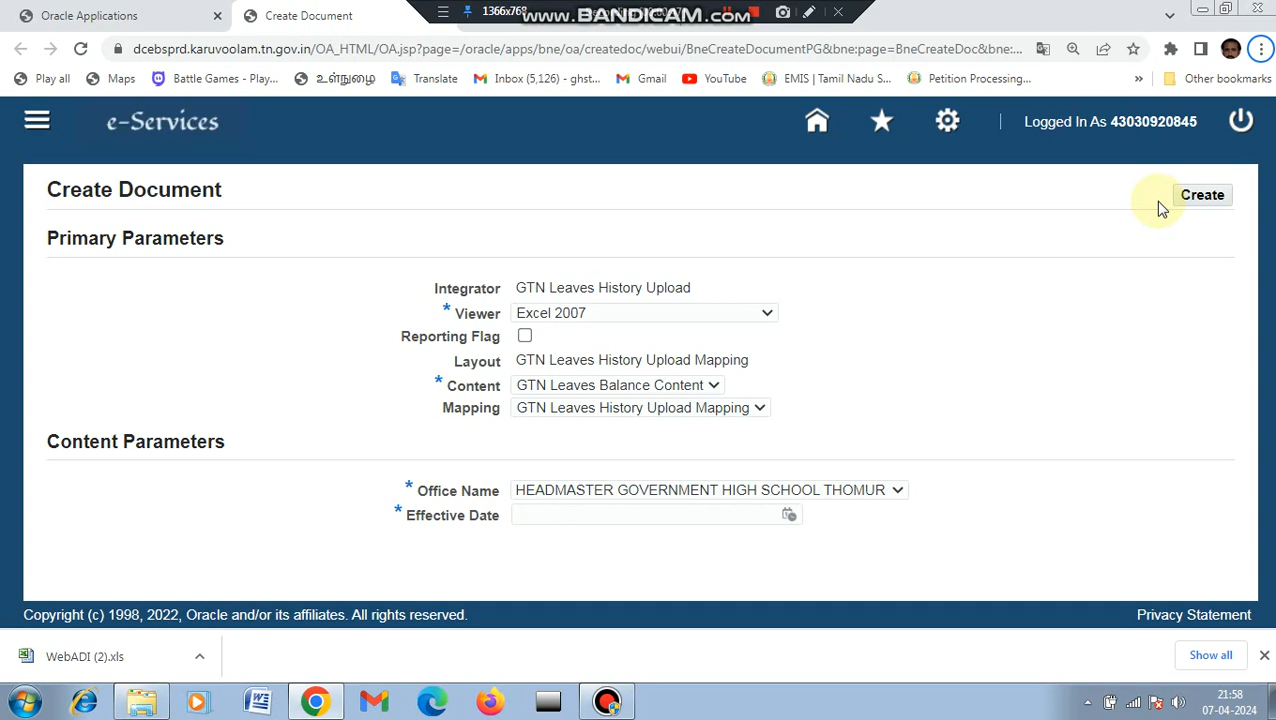 Oracle Applications
Create Document
1366x768
www.BANDICAM.com
dcebsprd.karuvoolam.tn.gov.in/OA_HTML/OA.jsp?page=/oracle/apps/bne/oa/createdoc/webui/BneCreateDocumentPG&bne:page=BneCreateDoc&bne:...
Play all
Maps
Battle Games - Play...
உள்நுழை
Translate
Inbox (5,126) - ghst...
Gmail
YouTube
EMIS | Tamil Nadu S...
Petition Processing...
»
Other bookmarks
e-Services
Logged In As 43030920845
Create Document
Create
Primary Parameters
Integrator GTN Leaves History Upload
* Viewer Excel 2007
Reporting Flag
Layout GTN Leaves History Upload Mapping
* Content GTN Leaves Balance Content
Mapping GTN Leaves History Upload Mapping
Content Parameters
* Office Name HEADMASTER GOVERNMENT HIGH SCHOOL THOMUR
* Effective Date
Copyright (c) 1998, 2022, Oracle and/or its affiliates. All rights reserved.
Privacy Statement
WebADI (2).xls
Show all
21:58
07-04-2024